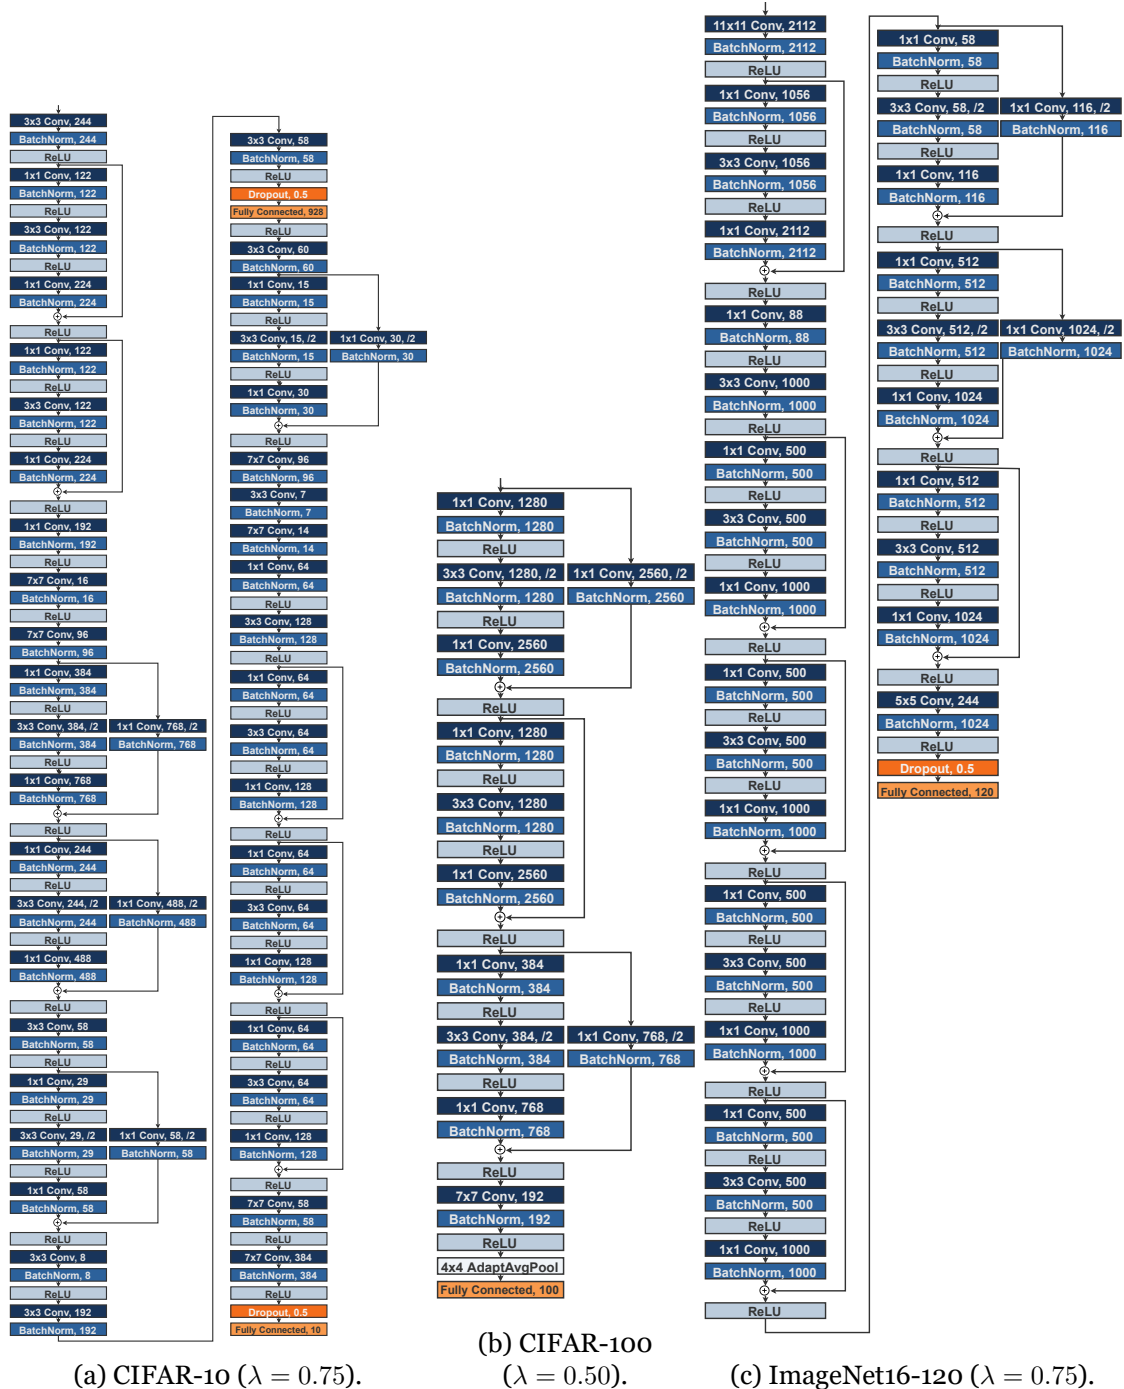 3x3 Conv, 244
BatchNorm, 244
ReLU
1x1 Conv, 122
BatchNorm, 122
ReLU
3x3 Conv, 122
BatchNorm, 122
ReLU
1x1 Conv, 224
BatchNorm, 224
ReLU
1x1 Conv, 122
BatchNorm, 122
ReLU
3x3 Conv, 122
BatchNorm, 122
ReLU
1x1 Conv, 224
BatchNorm, 224
ReLU
1x1 Conv, 192
BatchNorm, 192
ReLU
7x7 Conv, 16
BatchNorm, 16
ReLU
7x7 Conv, 96
BatchNorm, 96
1x1 Conv, 384
BatchNorm, 384
ReLU
3x3 Conv, 384, /2
1x1 Conv, 768, /2
BatchNorm, 384
BatchNorm, 768
ReLU
1x1 Conv, 768
BatchNorm, 768
ReLU
1x1 Conv, 244
BatchNorm, 244
ReLU
3x3 Conv, 244, /2
1x1 Conv, 488, /2
BatchNorm, 244
BatchNorm, 488
ReLU
1x1 Conv, 488
BatchNorm, 488
ReLU
3x3 Conv, 58
BatchNorm, 58
ReLU
1x1 Conv, 29
BatchNorm, 29
ReLU
3x3 Conv, 29, /2
1x1 Conv, 58, /2
BatchNorm, 29
BatchNorm, 58
ReLU
1x1 Conv, 58
BatchNorm, 58
ReLU
3x3 Conv, 8
BatchNorm, 8
ReLU
3x3 Conv, 192
BatchNorm, 192
3x3 Conv, 58
BatchNorm, 58
ReLU
Dropout, 0.5
Fully Connected, 928
ReLU
3x3 Conv, 60
BatchNorm, 60
1x1 Conv, 15
BatchNorm, 15
ReLU
3x3 Conv, 15, /2
1x1 Conv, 30, /2
BatchNorm, 15
BatchNorm, 30
ReLU
1x1 Conv, 30
BatchNorm, 30
ReLU
7x7 Conv, 96
BatchNorm, 96
3x3 Conv, 7
BatchNorm, 7
7x7 Conv, 14
BatchNorm, 14
1x1 Conv, 64
BatchNorm, 64
ReLU
3x3 Conv, 128
BatchNorm, 128
ReLU
1x1 Conv, 64
BatchNorm, 64
ReLU
3x3 Conv, 64
BatchNorm, 64
ReLU
1x1 Conv, 128
BatchNorm, 128
ReLU
1x1 Conv, 64
BatchNorm, 64
ReLU
3x3 Conv, 64
BatchNorm, 64
ReLU
1x1 Conv, 128
BatchNorm, 128
ReLU
1x1 Conv, 64
BatchNorm, 64
ReLU
3x3 Conv, 64
BatchNorm, 64
ReLU
1x1 Conv, 128
BatchNorm, 128
ReLU
7x7 Conv, 58
BatchNorm, 58
ReLU
7x7 Conv, 384
BatchNorm, 384
ReLU
Dropout, 0.5
Fully Connected, 10
(a) CIFAR-10 (λ = 0.75).
1x1 Conv, 1280
BatchNorm, 1280
ReLU
3x3 Conv, 1280, /2
1x1 Conv, 2560, /2
BatchNorm, 1280
BatchNorm, 2560
ReLU
1x1 Conv, 2560
BatchNorm, 2560
ReLU
1x1 Conv, 1280
BatchNorm, 1280
ReLU
3x3 Conv, 1280
BatchNorm, 1280
ReLU
1x1 Conv, 2560
BatchNorm, 2560
ReLU
1x1 Conv, 384
BatchNorm, 384
ReLU
3x3 Conv, 384, /2
1x1 Conv, 768, /2
BatchNorm, 384
BatchNorm, 768
ReLU
1x1 Conv, 768
BatchNorm, 768
ReLU
7x7 Conv, 192
BatchNorm, 192
ReLU
4x4 AdaptAvgPool
Fully Connected, 100
(b) CIFAR-100
(λ = 0.50).
11x11 Conv, 2112
BatchNorm, 2112
ReLU
1x1 Conv, 1056
BatchNorm, 1056
ReLU
3x3 Conv, 1056
BatchNorm, 1056
ReLU
1x1 Conv, 2112
BatchNorm, 2112
ReLU
1x1 Conv, 88
BatchNorm, 88
ReLU
3x3 Conv, 1000
BatchNorm, 1000
ReLU
1x1 Conv, 500
BatchNorm, 500
ReLU
3x3 Conv, 500
BatchNorm, 500
ReLU
1x1 Conv, 1000
BatchNorm, 1000
ReLU
1x1 Conv, 500
BatchNorm, 500
ReLU
3x3 Conv, 500
BatchNorm, 500
ReLU
1x1 Conv, 1000
BatchNorm, 1000
ReLU
1x1 Conv, 500
BatchNorm, 500
ReLU
3x3 Conv, 500
BatchNorm, 500
ReLU
1x1 Conv, 1000
BatchNorm, 1000
ReLU
1x1 Conv, 500
BatchNorm, 500
ReLU
3x3 Conv, 500
BatchNorm, 500
ReLU
1x1 Conv, 1000
BatchNorm, 1000
ReLU
1x1 Conv, 58
BatchNorm, 58
ReLU
3x3 Conv, 58, /2
1x1 Conv, 116, /2
BatchNorm, 58
BatchNorm, 116
ReLU
1x1 Conv, 116
BatchNorm, 116
ReLU
1x1 Conv, 512
BatchNorm, 512
ReLU
3x3 Conv, 512, /2
1x1 Conv, 1024, /2
BatchNorm, 512
BatchNorm, 1024
ReLU
1x1 Conv, 1024
BatchNorm, 1024
ReLU
1x1 Conv, 512
BatchNorm, 512
ReLU
3x3 Conv, 512
BatchNorm, 512
ReLU
1x1 Conv, 1024
BatchNorm, 1024
ReLU
5x5 Conv, 244
BatchNorm, 1024
ReLU
Dropout, 0.5
Fully Connected, 120
(c) ImageNet16-120 (λ = 0.75).